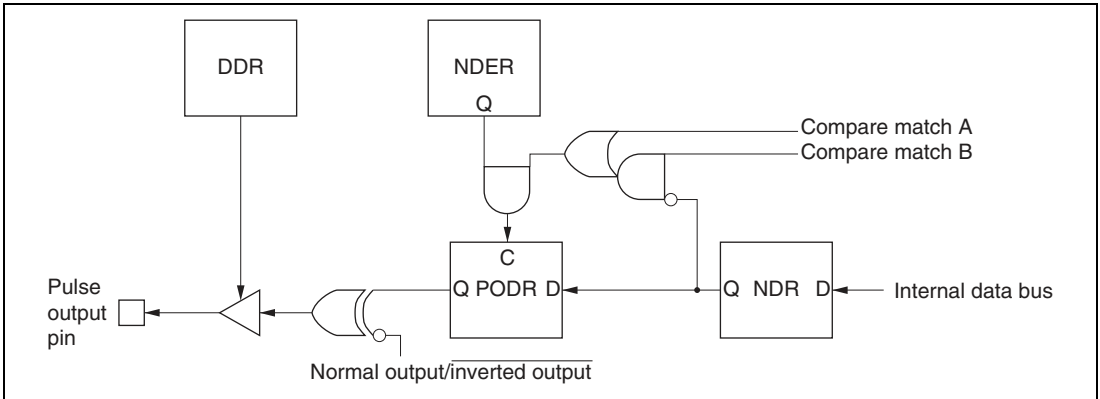 DDR
NDER
Q
Compare match A
Compare match B
C
Q PODR D
Q NDR D
Internal data bus
Pulse
output
pin
Normal output/inverted output